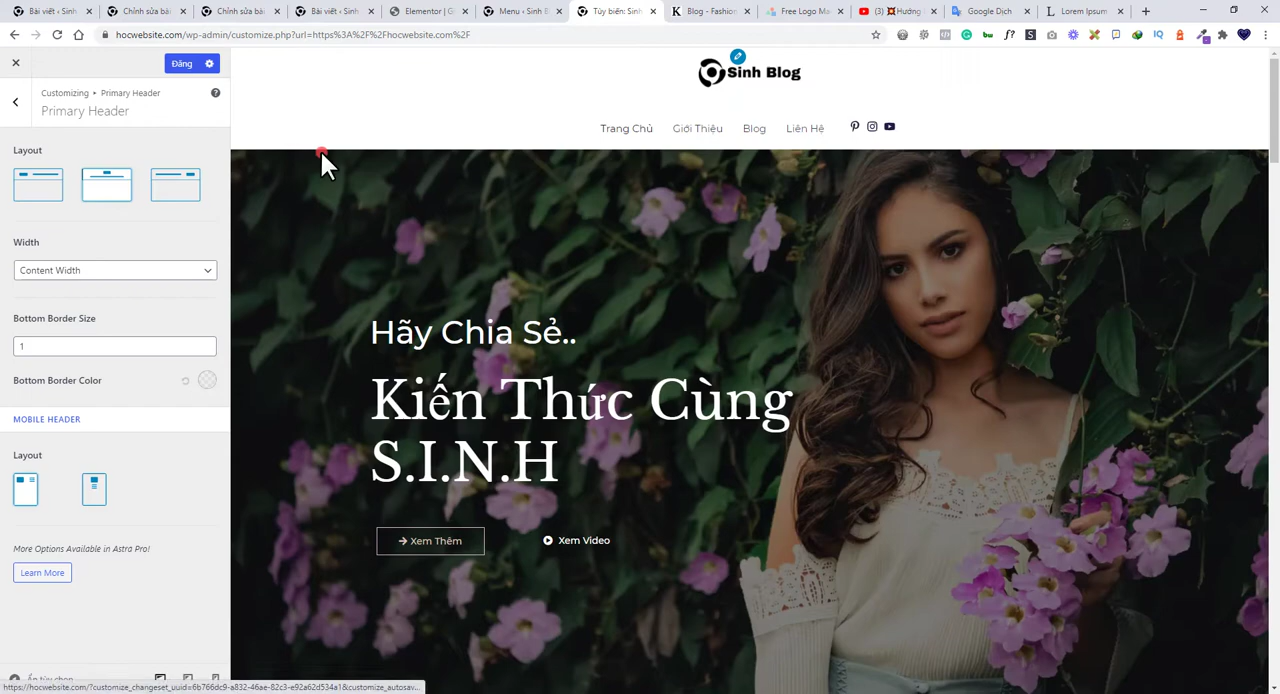 Bài viết ‹ Sinh
Chỉnh sửa bài
Chỉnh sửa bà
Bài viết ‹ Sinh
Elementor | G
Menu ‹ Sinh B
Tùy biến: Sinh
Blog – Fashion
Free Logo Ma
(3) 💥Hướng
Google Dịch
Lorem Ipsum
hocwebsite.com/wp-admin/customize.php?url=https%3A%2F%2Fhocwebsite.com%2F
Đăng
Customizing ▸ Primary Header
Primary Header
Layout
Width
Content Width
Bottom Border Size
1
Bottom Border Color
MOBILE HEADER
Layout
More Options Available in Astra Pro!
Learn More
Sinh Blog
Trang Chủ Giới Thiệu Blog Liên Hệ
Hãy Chia Sẻ..
Kiến Thức Cùng
S.I.N.H
→ Xem Thêm
Xem Video